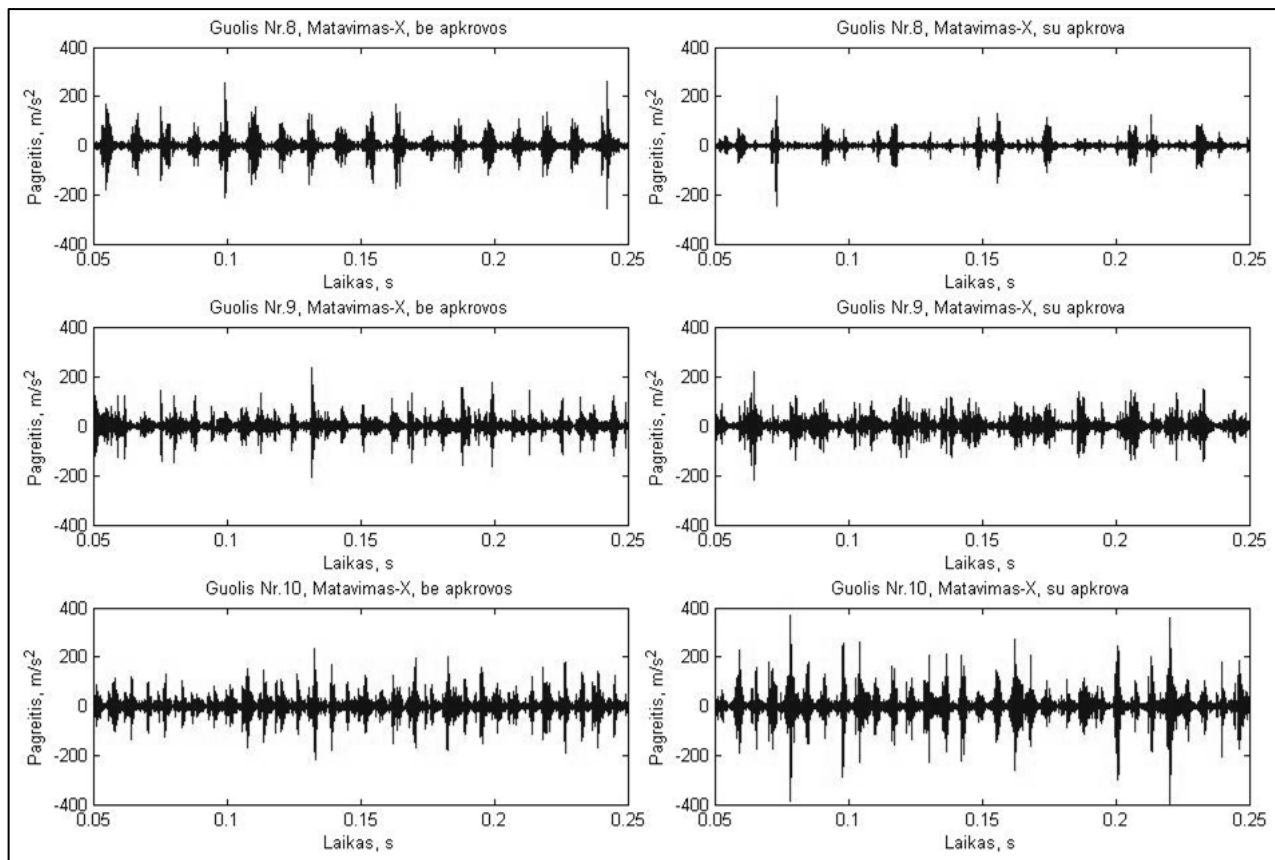 Guolis Nr.8, Matavimas-X, be apkrovos
400
200
0
-200
-400
Pagreitis, m/s²
0.05 0.1 0.15 0.2 0.25
Laikas, s
Guolis Nr.8, Matavimas-X, su apkrova
400
200
0
-200
-400
Pagreitis, m/s²
0.05 0.1 0.15 0.2 0.25
Laikas, s
Guolis Nr.9, Matavimas-X, be apkrovos
400
200
0
-200
-400
Pagreitis, m/s²
0.05 0.1 0.15 0.2 0.25
Laikas, s
Guolis Nr.9, Matavimas-X, su apkrova
400
200
0
-200
-400
Pagreitis, m/s²
0.05 0.1 0.15 0.2 0.25
Laikas, s
Guolis Nr.10, Matavimas-X, be apkrovos
400
200
0
-200
-400
Pagreitis, m/s²
0.05 0.1 0.15 0.2 0.25
Laikas, s
Guolis Nr.10, Matavimas-X, su apkrova
400
200
0
-200
-400
Pagreitis, m/s²
0.05 0.1 0.15 0.2 0.25
Laikas, s